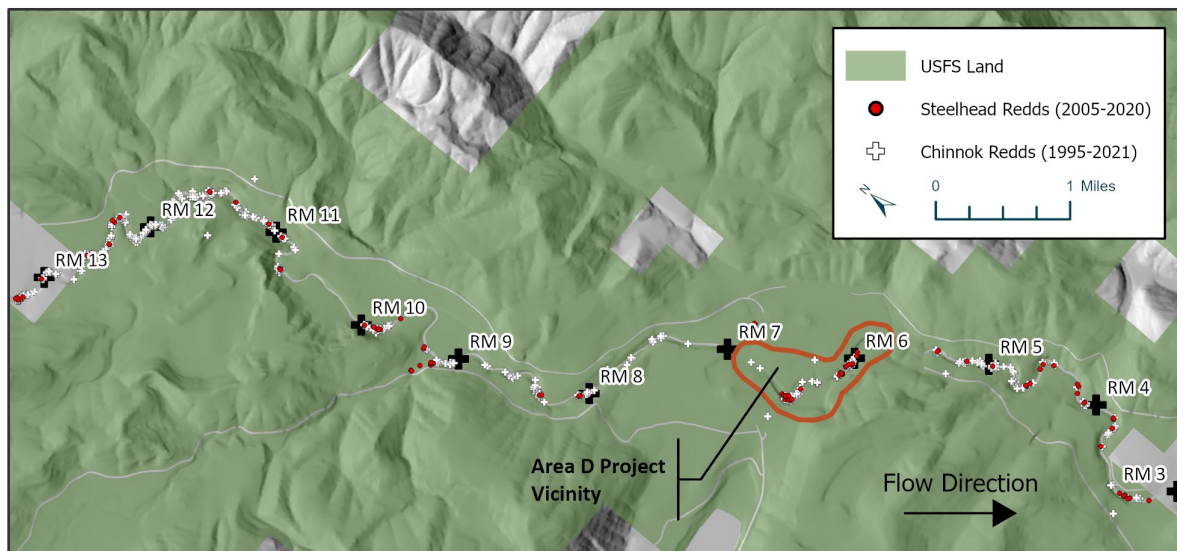 USFS Land
Steelhead Redds (2005-2020)
Chinnok Redds (1995-2021)
N
0 1 Miles
RM 12
RM 11
RM 13
RM 10
RM 9
RM 8
RM 7
RM 6
RM 5
RM 4
RM 3
Area D Project
Vicinity
Flow Direction